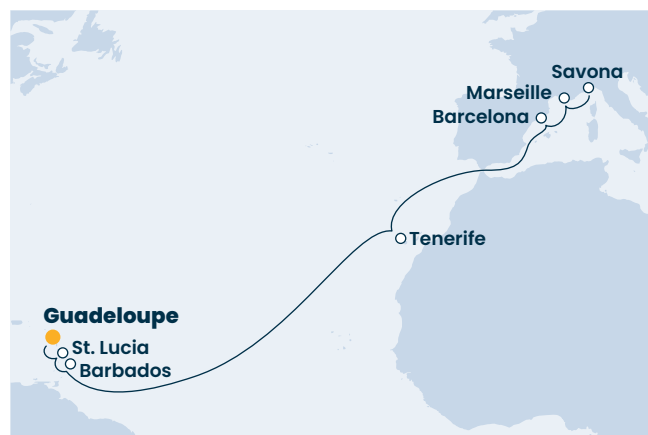 Savona
Marseille
Barcelona
Tenerife
Guadeloupe
St. Lucia
Barbados